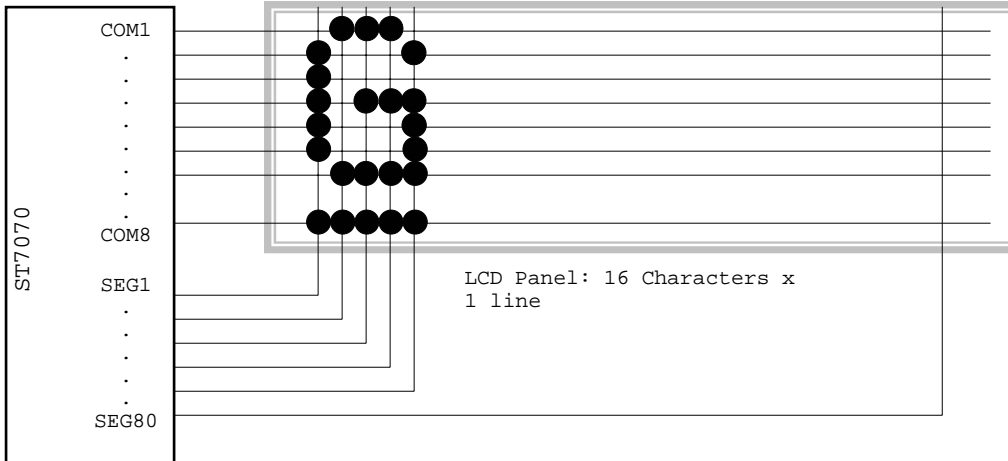 COM1
.
.
.
.
.
.
.
COM8
ST7070
SEG1
.
.
.
.
.
SEG80
LCD Panel: 16 Characters x
1 line